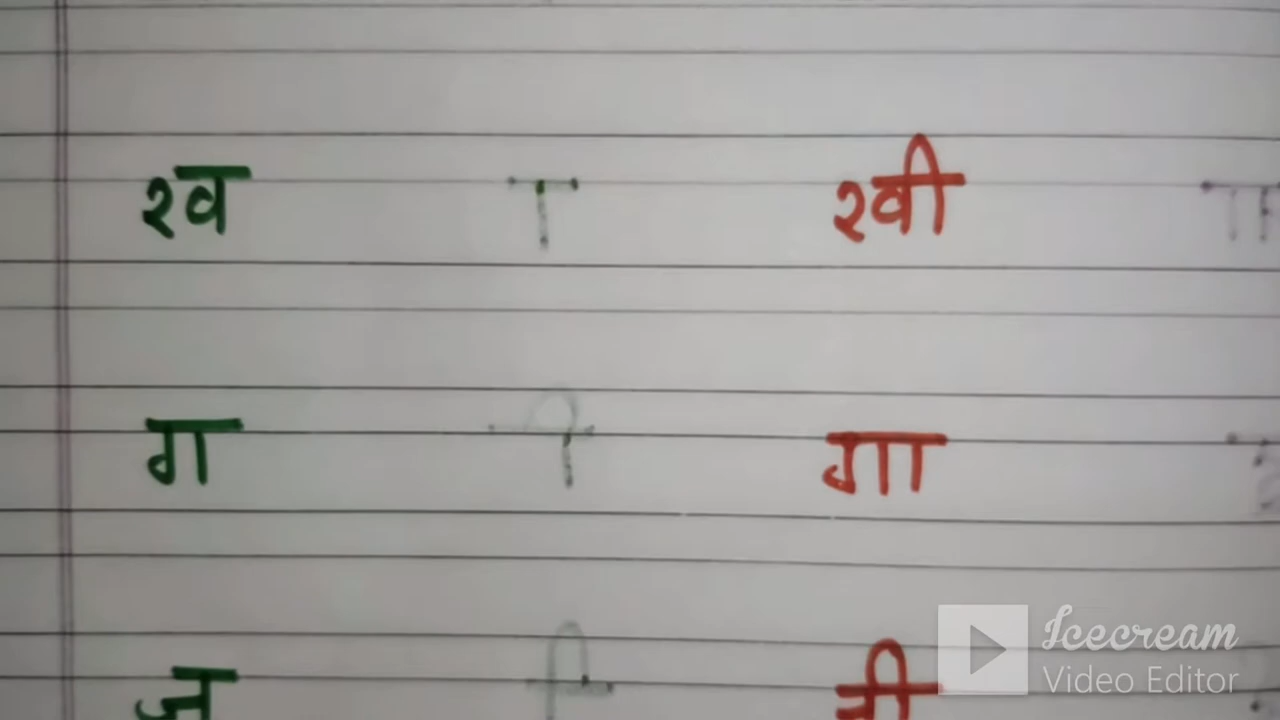 ख ा खी
ग ी गा
ज ी
Icecream
Video Editor